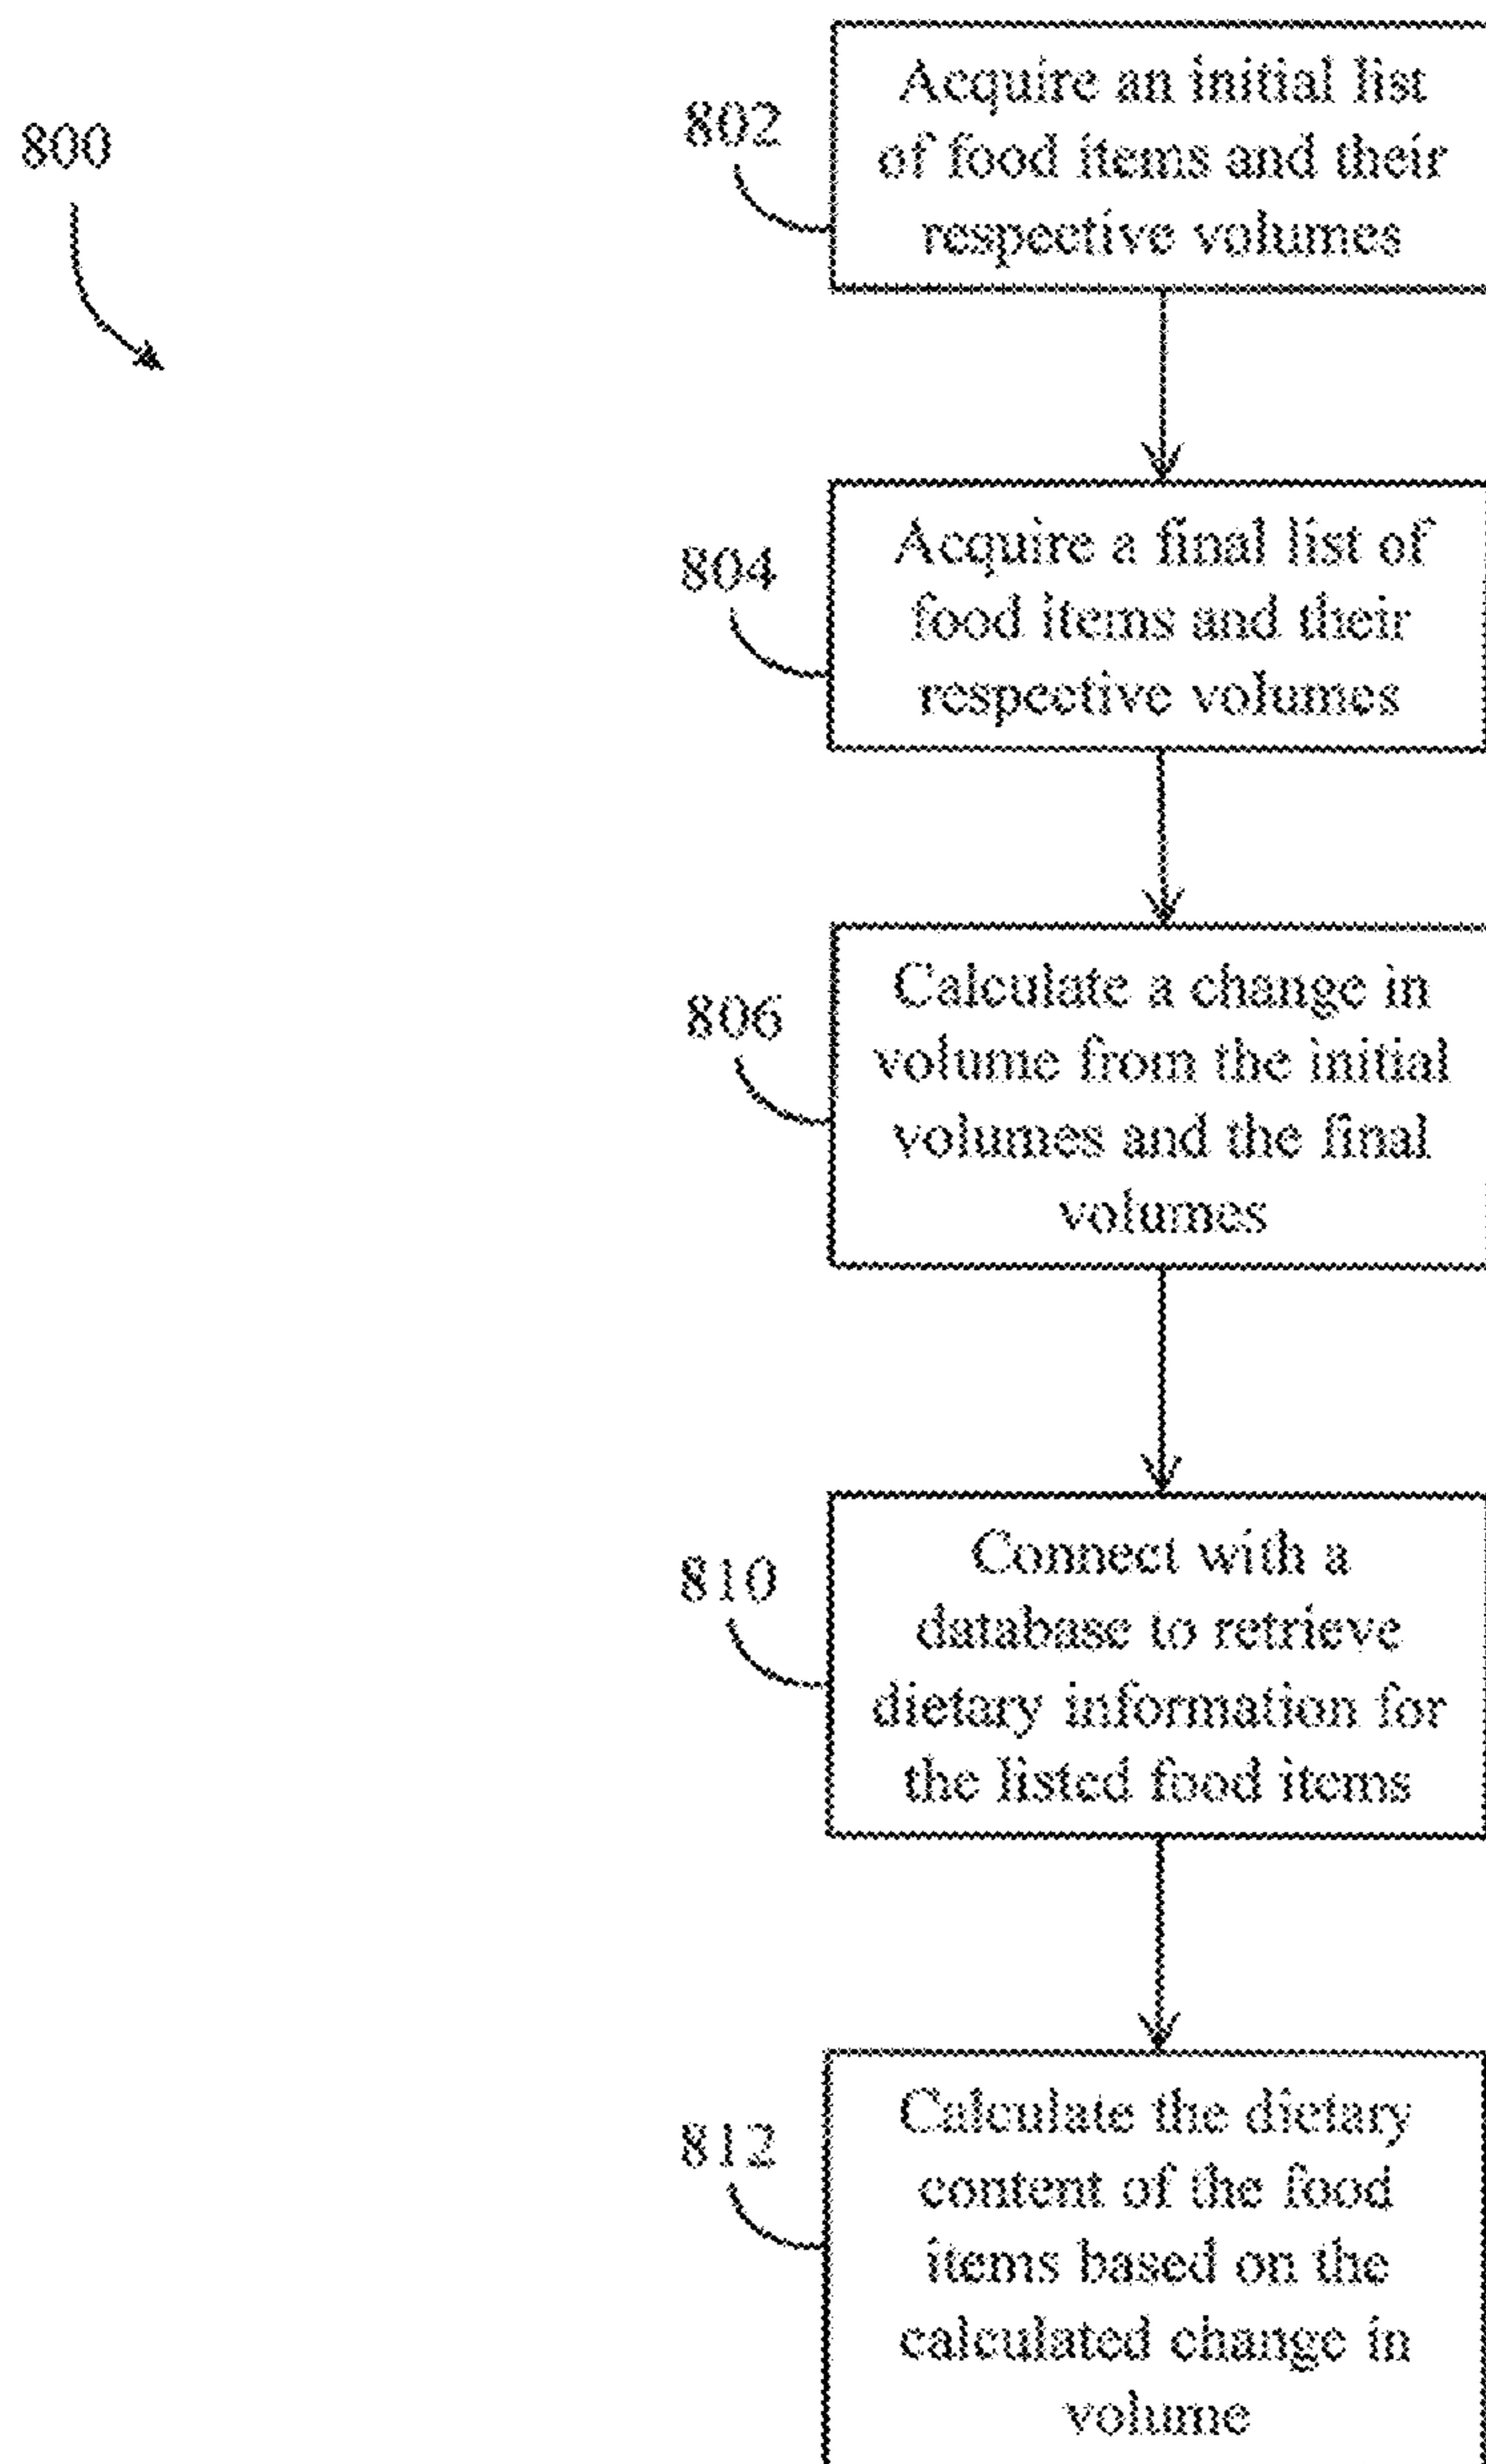 800
802
Acquire an initial list
of food items and their
respective volumes
804
Acquire a final list of
food items and their
respective volumes
806
Calculate a change in
volume from the initial
volumes and the final
volumes
810
Connect with a
database to retrieve
dietary information for
the listed food items
812
Calculate the dietary
content of the food
items based on the
calculated change in
volume